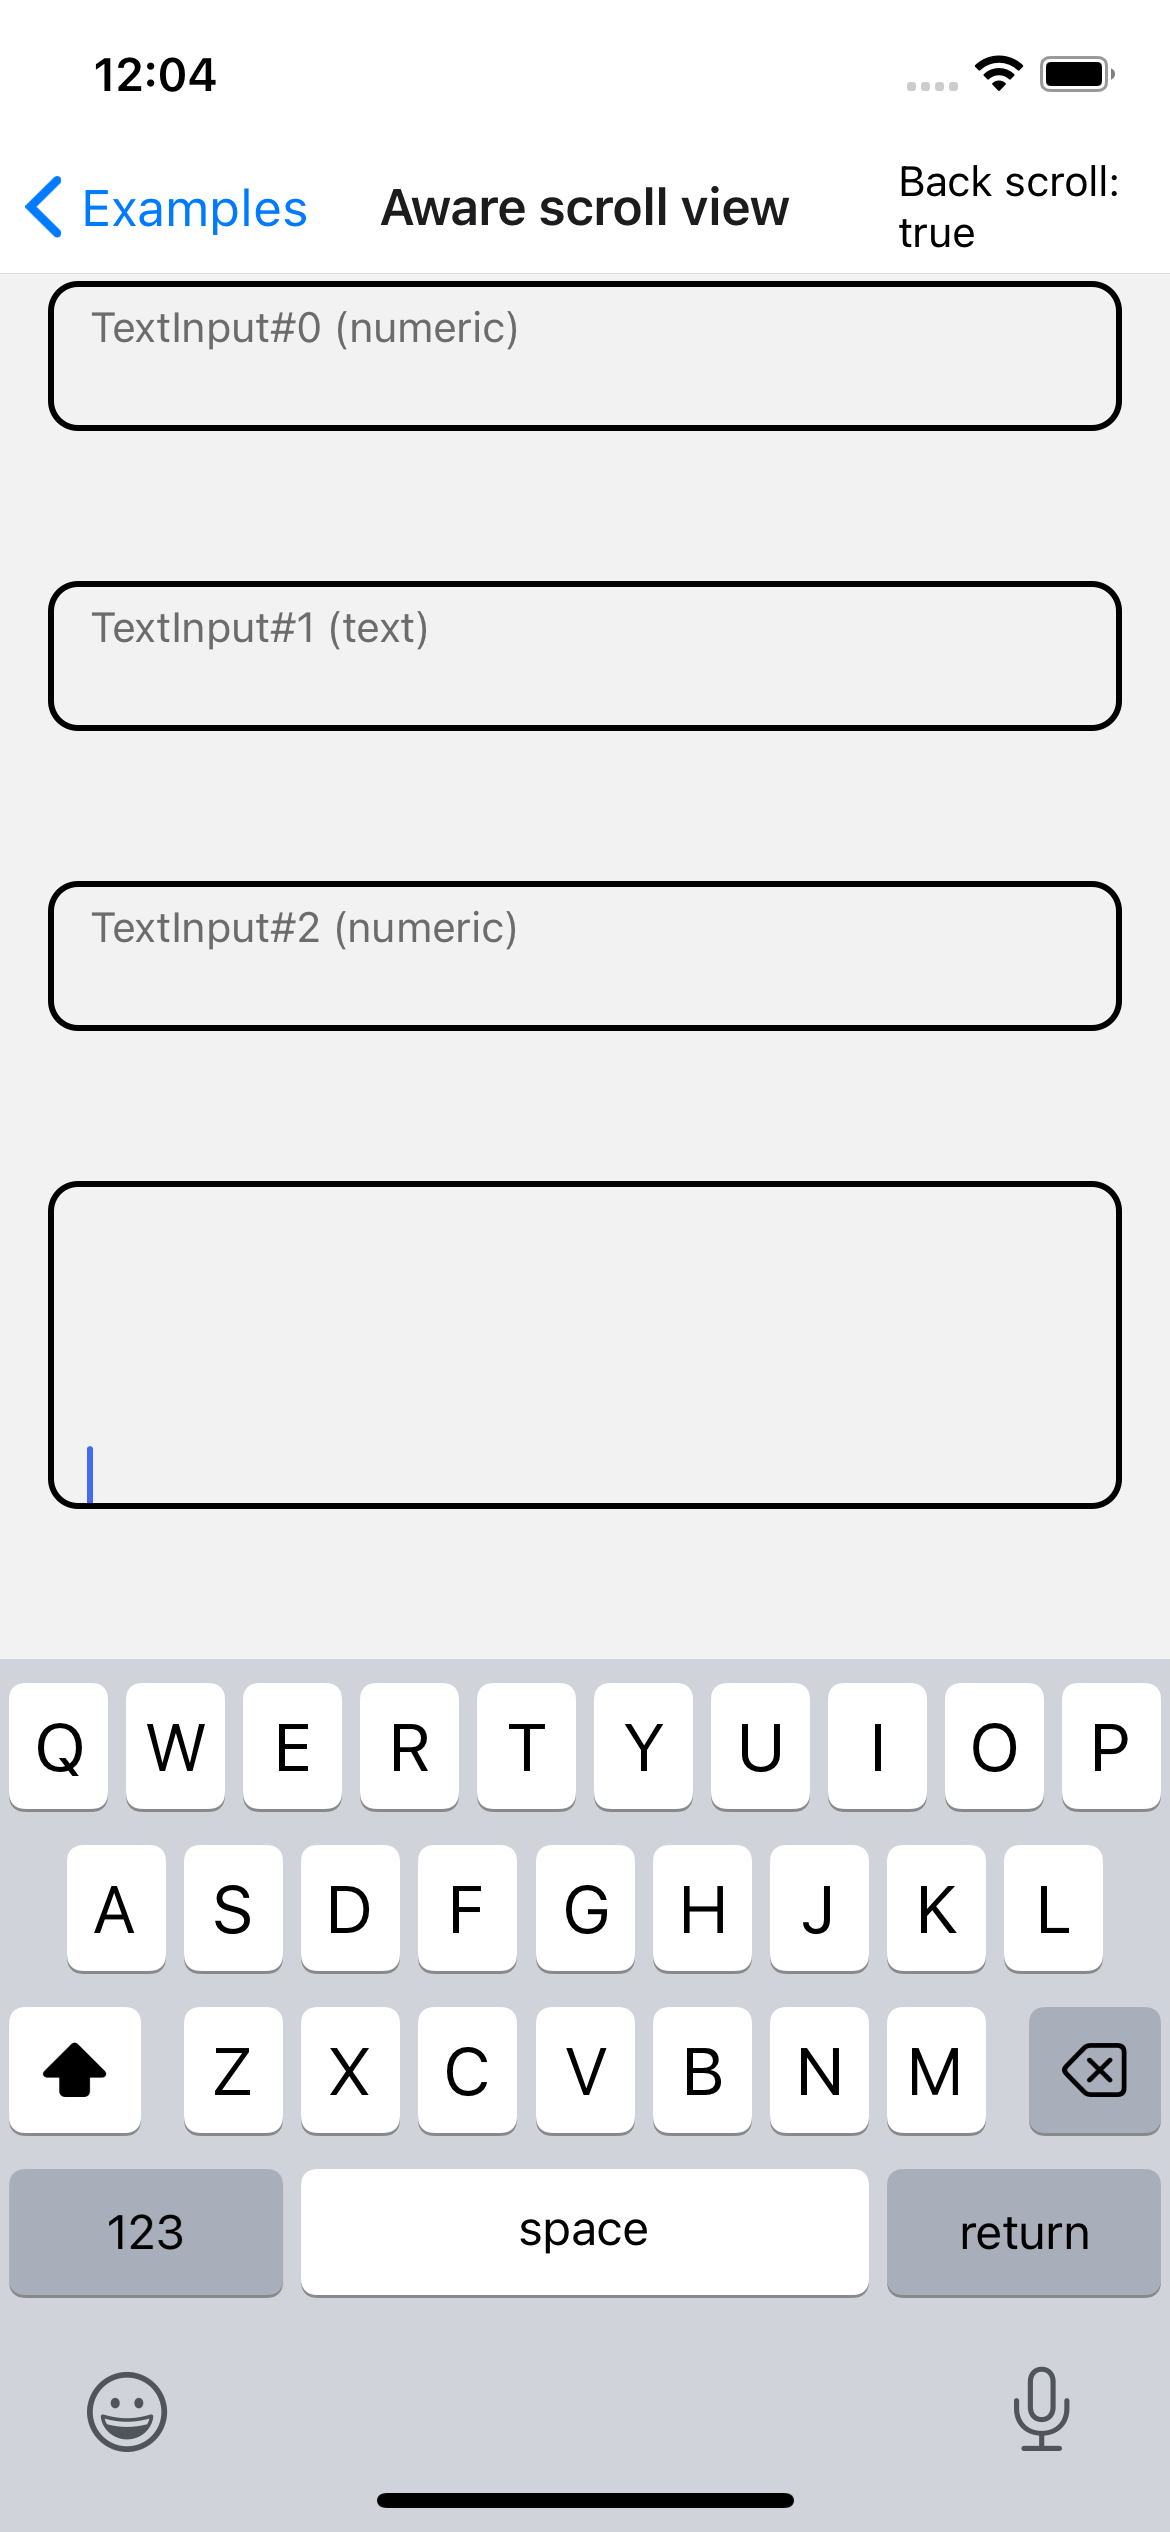 12:04
Examples
Aware scroll view
Back scroll:
true
TextInput#0 (numeric)
TextInput#1 (text)
TextInput#2 (numeric)
Q W E R T Y U I O P
A S D F G H J K L
Z X C V B N M
123 space return